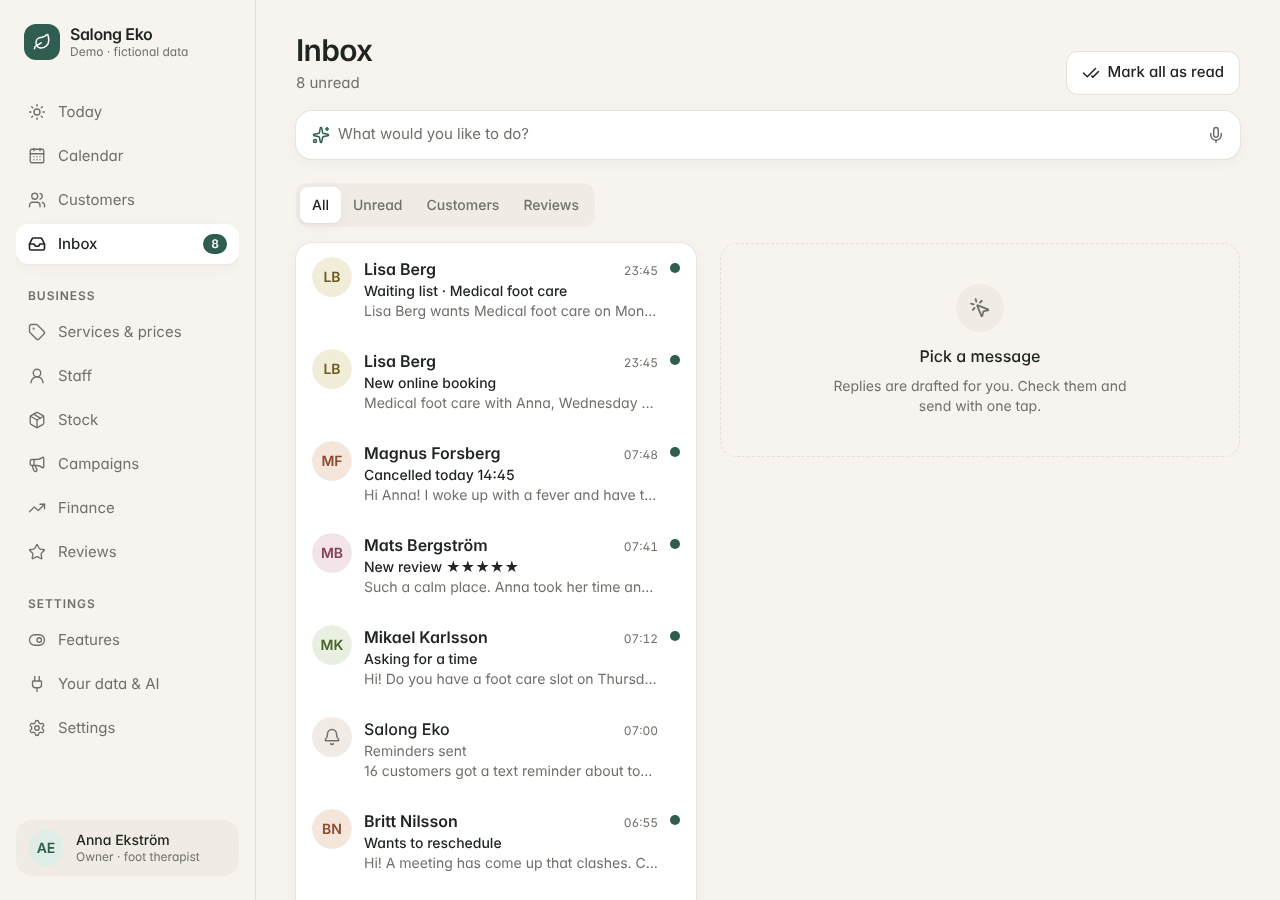 Salong Eko
Demo · fictional data
Today
Calendar
Customers
Inbox
8
BUSINESS
Services & prices
Staff
Stock
Campaigns
Finance
Reviews
SETTINGS
Features
Your data & AI
Settings
AE
Anna Ekström
Owner · foot therapist
Inbox
8 unread
Mark all as read
What would you like to do?
All
Unread
Customers
Reviews
LB
Lisa Berg
23:45
Waiting list · Medical foot care
Lisa Berg wants Medical foot care on Mon…
LB
Lisa Berg
23:45
New online booking
Medical foot care with Anna, Wednesday …
MF
Magnus Forsberg
07:48
Cancelled today 14:45
Hi Anna! I woke up with a fever and have t…
MB
Mats Bergström
07:41
New review ★★★★★
Such a calm place. Anna took her time an…
MK
Mikael Karlsson
07:12
Asking for a time
Hi! Do you have a foot care slot on Thursd…
Salong Eko
07:00
Reminders sent
16 customers got a text reminder about to…
BN
Britt Nilsson
06:55
Wants to reschedule
Hi! A meeting has come up that clashes. C…
Pick a message
Replies are drafted for you. Check them and
send with one tap.